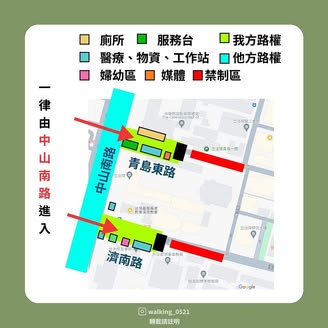 廁所 服務台 我方路權
醫療、物資、工作站 他方路權
婦幼區 媒體 禁制區
一律由中山南路進入
中山南路
青島東路
濟南路
Google
walking_0521
轉載請註明